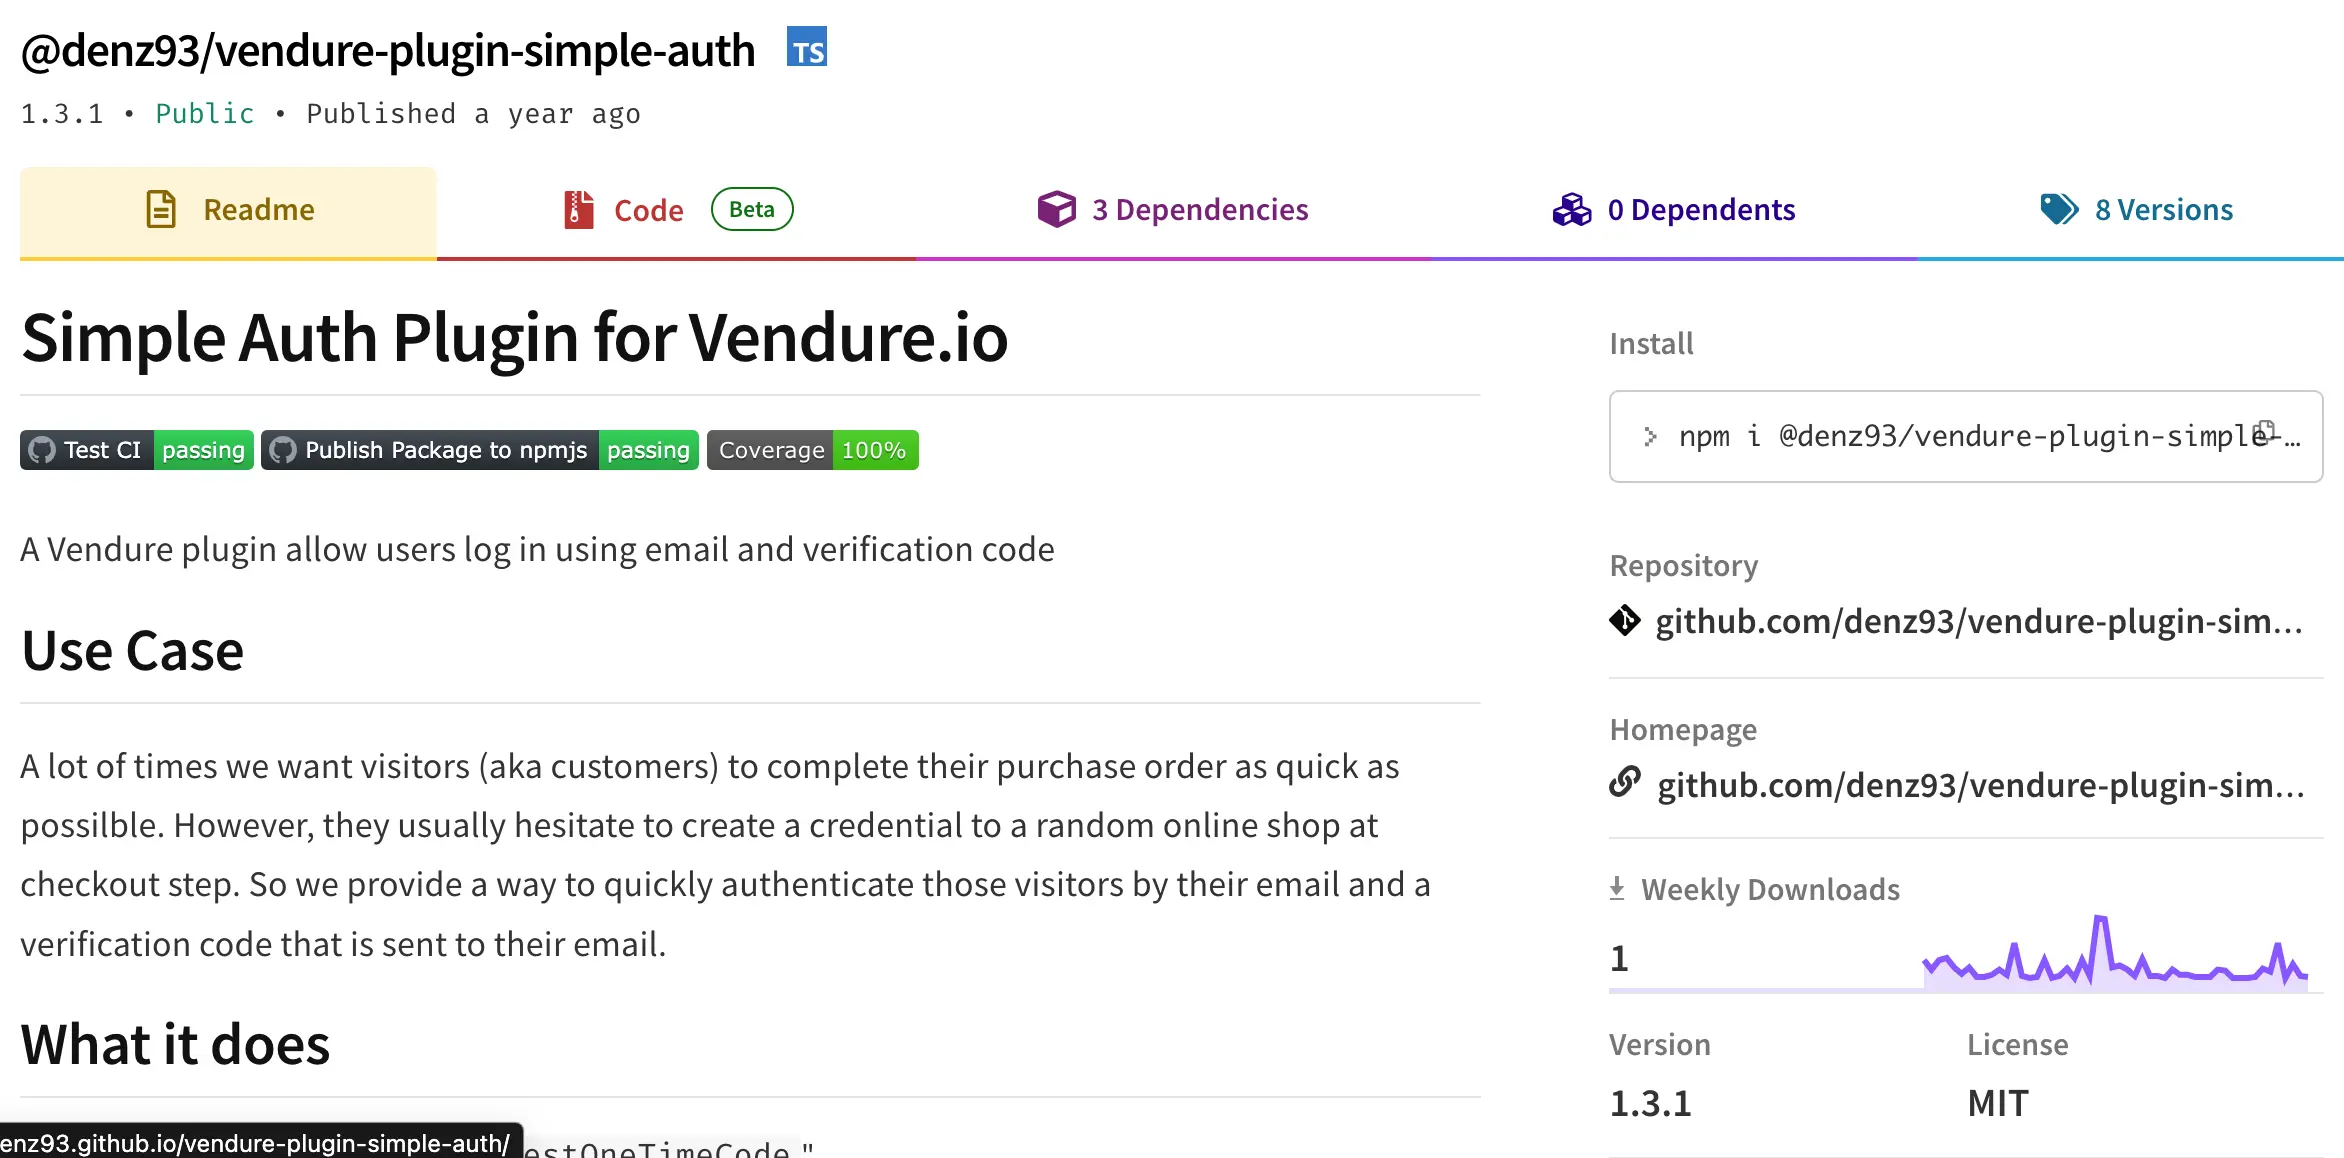 @denz93/vendure-plugin-simple-auth TS
1.3.1 • Public • Published a year ago
Readme
Code Beta
3 Dependencies
0 Dependents
8 Versions
Simple Auth Plugin for Vendure.io
Test CI passing Publish Package to npmjs passing Coverage 100%
A Vendure plugin allow users log in using email and verification code
Use Case
A lot of times we want visitors (aka customers) to complete their purchase order as quick as
possilble. However, they usually hesitate to create a credential to a random online shop at
checkout step. So we provide a way to quickly authenticate those visitors by their email and a
verification code that is sent to their email.
What it does
estOneTimeCode "
enz93.github.io/vendure-plugin-simple-auth/
Install
> npm i @denz93/vendure-plugin-simple-…
Repository
github.com/denz93/vendure-plugin-sim...
Homepage
github.com/denz93/vendure-plugin-sim...
Weekly Downloads
1
Version
1.3.1
License
MIT